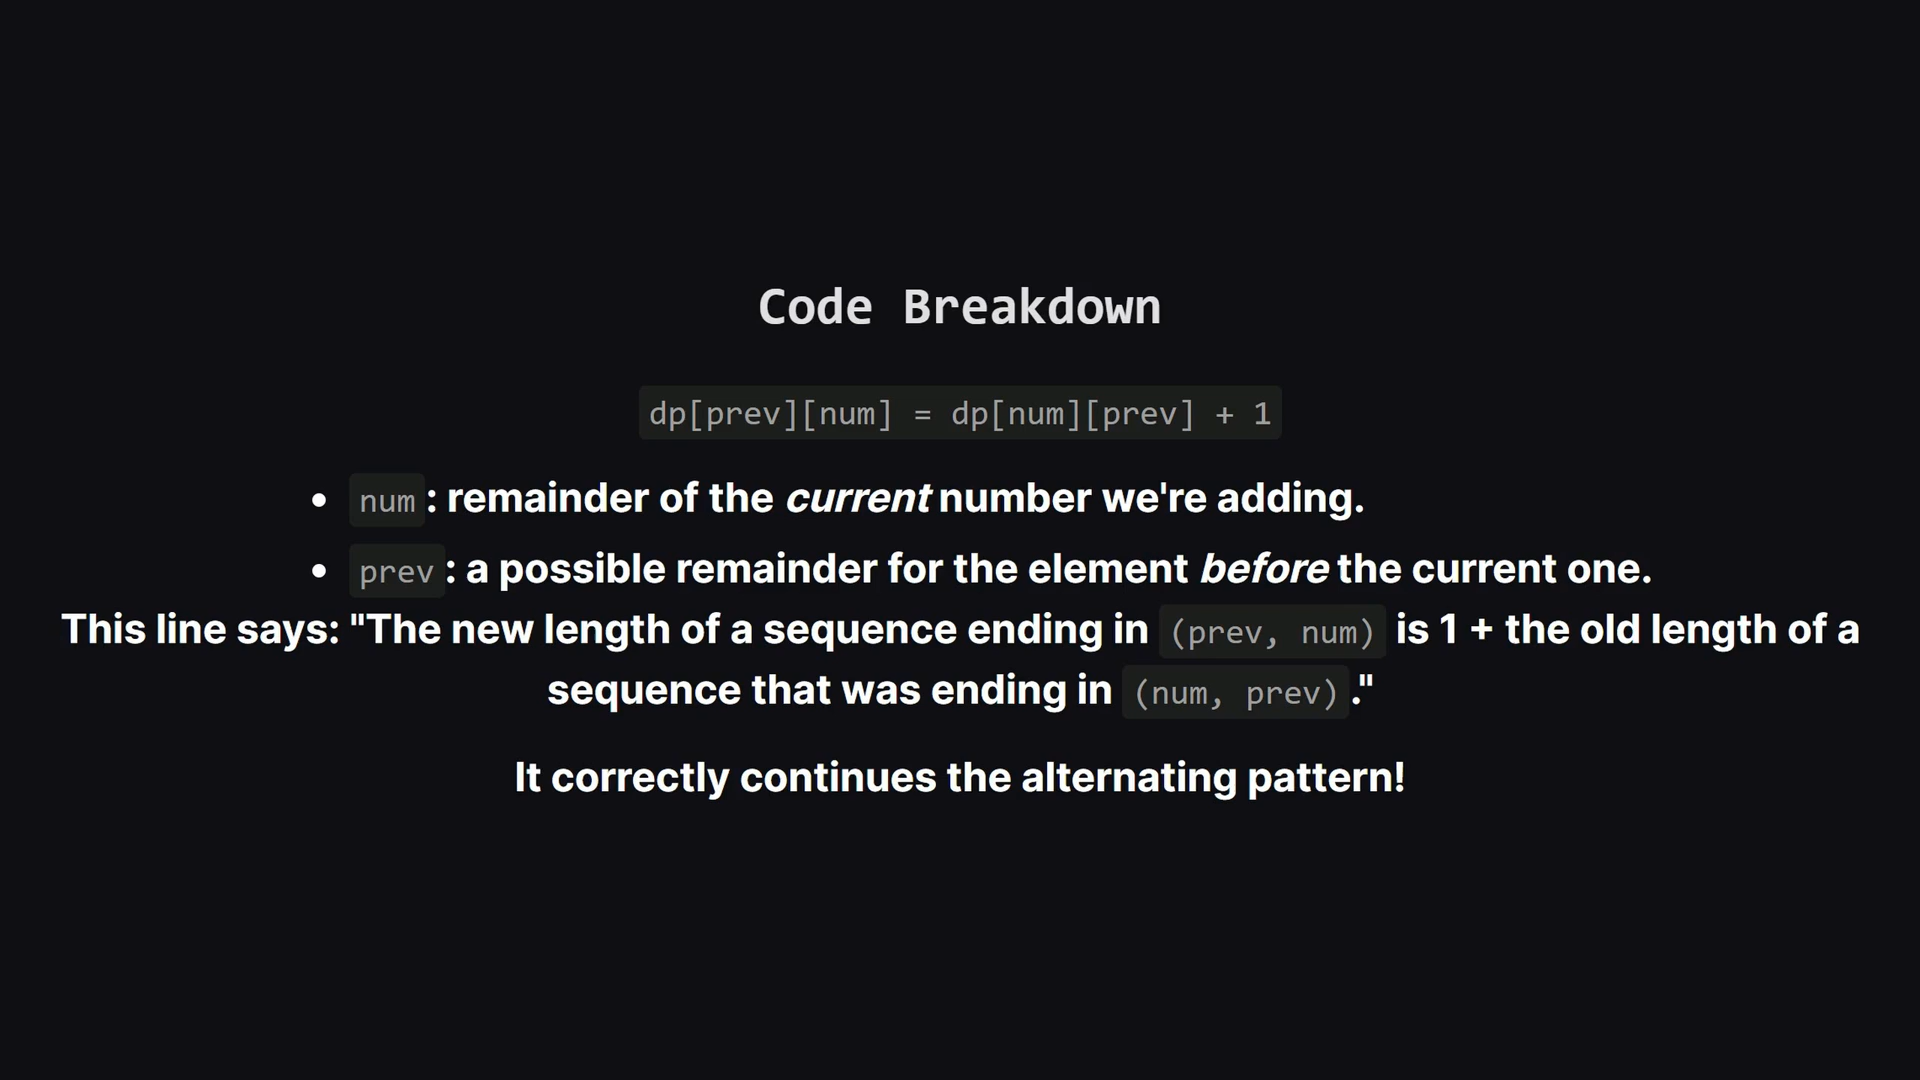 Code Breakdown
dp[prev][num] = dp[num][prev] + 1
• num: remainder of the current number we're adding.
• prev: a possible remainder for the element before the current one.
This line says: "The new length of a sequence ending in (prev, num) is 1 + the old length of a
sequence that was ending in (num, prev)."
It correctly continues the alternating pattern!